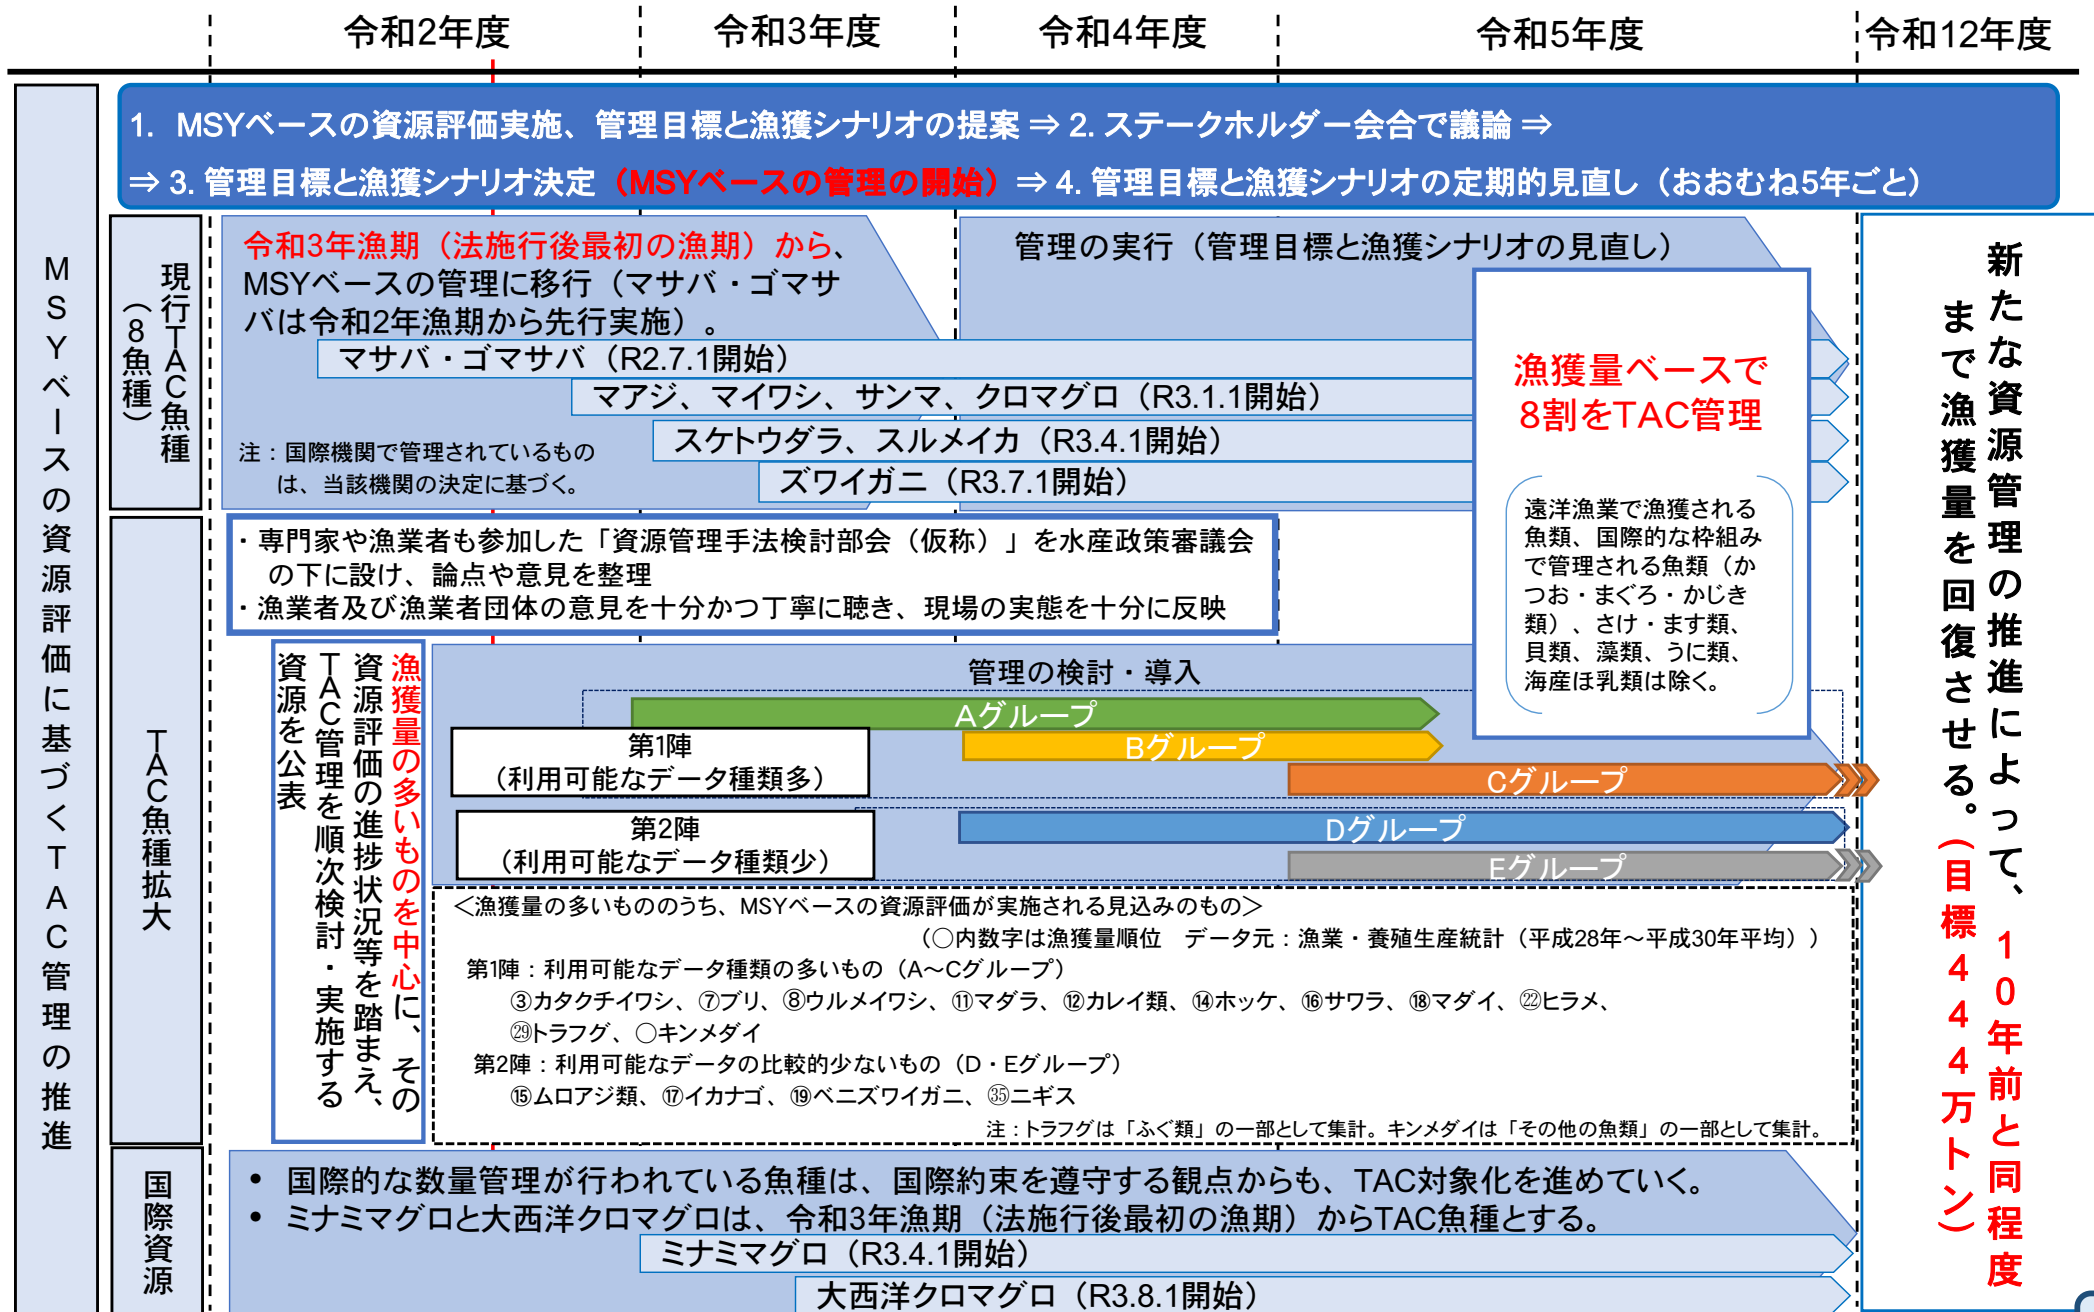 令和2年度
令和3年度
令和4年度
令和5年度
令和12年度
MSYベースの資源評価に基づくTAC管理の推進
1. MSYベースの資源評価実施、管理目標と漁獲シナリオの提案 ⇒ 2. ステークホルダー会合で議論 ⇒
⇒ 3. 管理目標と漁獲シナリオ決定（MSYベースの管理の開始）⇒ 4. 管理目標と漁獲シナリオの定期的見直し（おおむね5年ごと）
現行TAC魚種
（8魚種）
令和3年漁期（法施行後最初の漁期）から、
MSYベースの管理に移行（マサバ・ゴマサ
バは令和2年漁期から先行実施）。
管理の実行（管理目標と漁獲シナリオの見直し）
マサバ・ゴマサバ（R2.7.1開始）
マアジ、マイワシ、サンマ、クロマグロ（R3.1.1開始）
スケトウダラ、スルメイカ（R3.4.1開始）
ズワイガニ（R3.7.1開始）
注：国際機関で管理されているもの
は、当該機関の決定に基づく。
漁獲量ベースで
8割をTAC管理
遠洋漁業で漁獲される
魚類、国際的な枠組み
で管理される魚類（か
つお・まぐろ・かじき
類）、さけ・ます類、
貝類、藻類、うに類、
海産ほ乳類は除く。
TAC魚種拡大
・専門家や漁業者も参加した「資源管理手法検討部会（仮称）」を水産政策審議会
の下に設け、論点や意見を整理
・漁業者及び漁業者団体の意見を十分かつ丁寧に聴き、現場の実態を十分に反映
漁獲量の多いものを中心に、その
資源評価の進捗状況等を踏まえ、
TAC管理を順次検討・実施する
資源を公表
管理の検討・導入
Aグループ
第1陣
（利用可能なデータ種類多）
Bグループ
Cグループ
第2陣
（利用可能なデータ種類少）
Dグループ
Eグループ
＜漁獲量の多いもののうち、MSYベースの資源評価が実施される見込みのもの＞
（○内数字は漁獲量順位　データ元：漁業・養殖生産統計（平成28年～平成30年平均））
第1陣：利用可能なデータ種類の多いもの（A～Cグループ）
③カタクチイワシ、⑦ブリ、⑧ウルメイワシ、⑪マダラ、⑫カレイ類、⑭ホッケ、⑯サワラ、⑱マダイ、㉒ヒラメ、
㉙トラフグ、○キンメダイ
第2陣：利用可能なデータの比較的少ないもの（D・Eグループ）
⑮ムロアジ類、⑰イカナゴ、⑲ベニズワイガニ、㉟ニギス
注：トラフグは「ふぐ類」の一部として集計。キンメダイは「その他の魚類」の一部として集計。
国際資源
• 国際的な数量管理が行われている魚種は、国際約束を遵守する観点からも、TAC対象化を進めていく。
• ミナミマグロと大西洋クロマグロは、令和3年漁期（法施行後最初の漁期）からTAC魚種とする。
ミナミマグロ（R3.4.1開始）
大西洋クロマグロ（R3.8.1開始）
新たな資源管理の推進によって、10年前と同程度
まで漁獲量を回復させる。（目標444万トン）